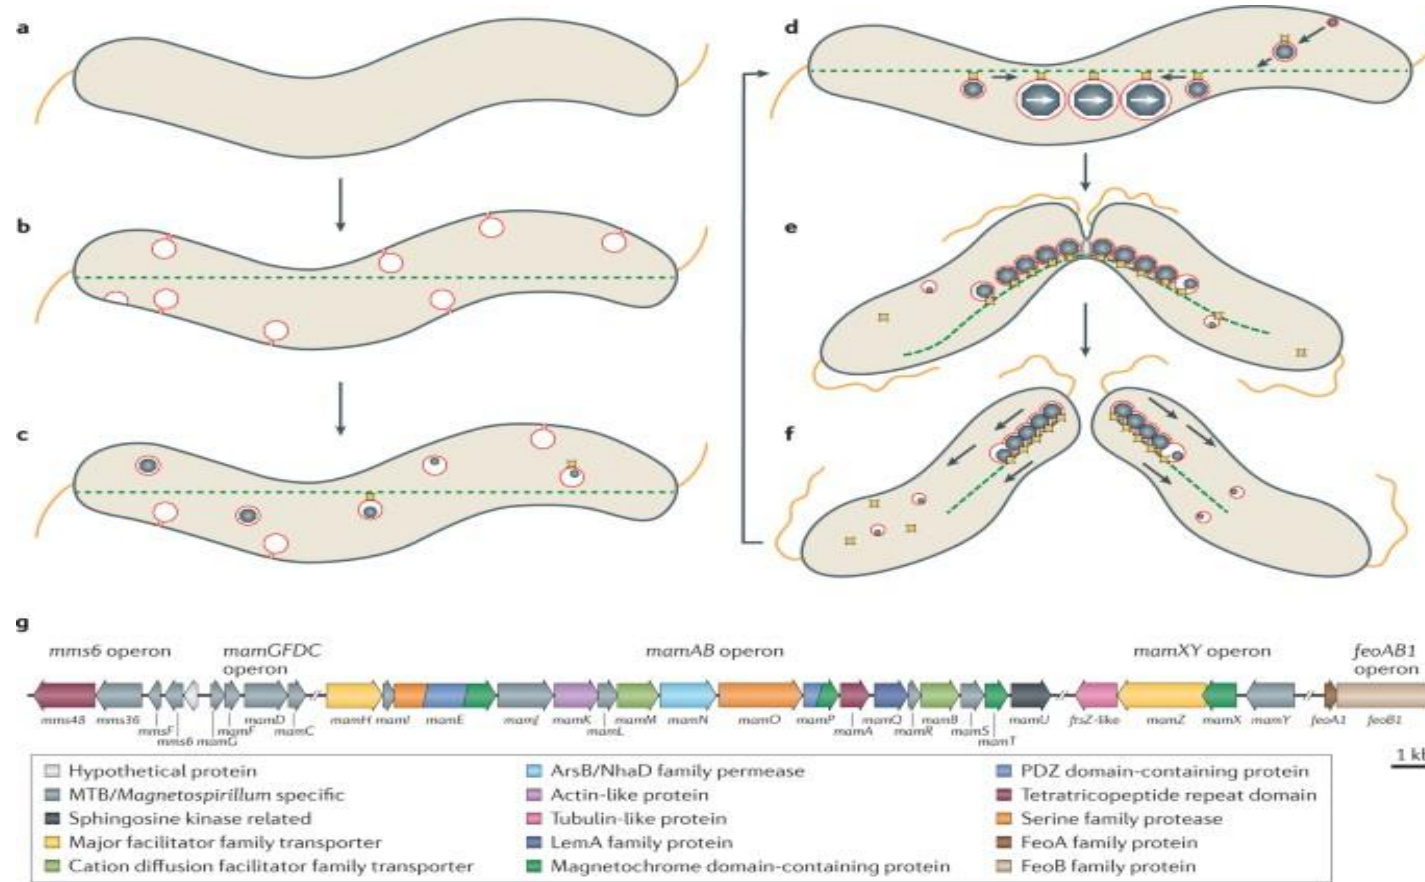 a
b
c
d
e
f
g
mms6 operon
mamGFDC
operon
mamAB operon
mamXY operon
feoAB1
operon
mms48
mms36
mmsF
mms6
mamG
mamF
mamD
mamC
mamH
mamI
mamE
mamJ
mamK
mamL
mamM
mamN
mamO
mamP
mamA
mamQ
mamR
mamB
mamS
mamT
mamU
ftsZ-like
mamZ
mamX
mamY
feoA1
feoB1
1 kb
Hypothetical protein
MTB/Magnetospirillum specific
Sphingosine kinase related
Major facilitator family transporter
Cation diffusion facilitator family transporter
ArsB/NhaD family permease
Actin-like protein
Tubulin-like protein
LemA family protein
Magnetochrome domain-containing protein
PDZ domain-containing protein
Tetratricopeptide repeat domain
Serine family protease
FeoA family protein
FeoB family protein